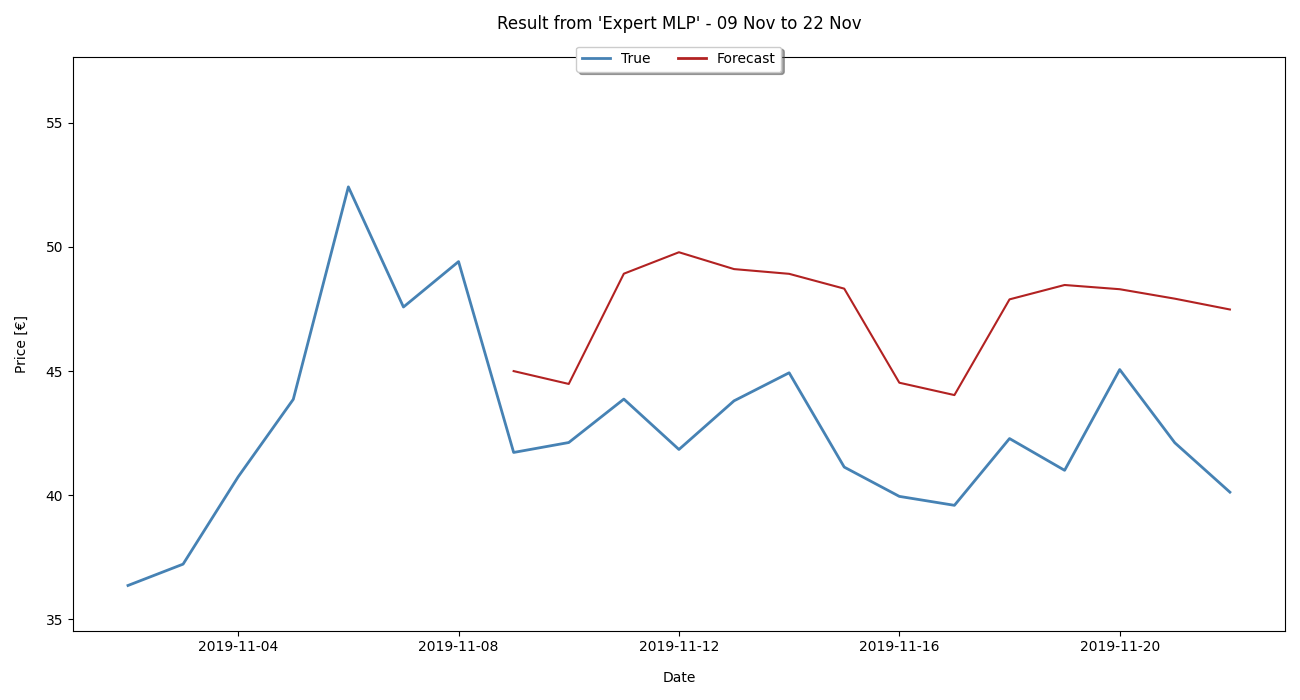 Result from 'Expert MLP' - 09 Nov to 22 Nov
True Forecast
55
50
45
40
35
Price [€]
2019-11-04 2019-11-08 2019-11-12 2019-11-16 2019-11-20
Date